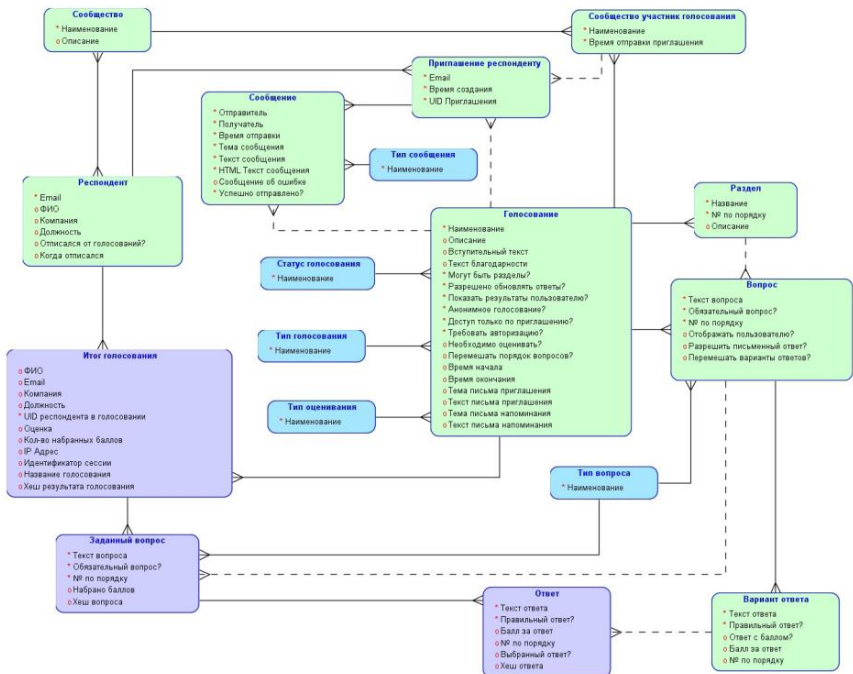 Сообщество
* Наименование
o Описание
Сообщество участник голосования
* Наименование
* Время отправки приглашения
Приглашение респонденту
* Email
* Время создания
* UID Приглашения
Сообщение
* Отправитель
* Получатель
* Время отправки
* Тема сообщения
* Текст сообщения
* HTML Текст сообщения
o Сообщение об ошибке
* Успешно отправлено?
Тип сообщения
* Наименование
Респондент
* Email
o ФИО
o Компания
o Должность
o Отписался от голосований?
o Когда отписался
Раздел
* Название
* № по порядку
o Описание
Голосование
* Наименование
o Описание
o Вступительный текст
o Текст благодарности
* Могут быть разделы?
* Разрешено обновлять ответы?
* Показать результаты пользователю?
* Анонимное голосование?
* Доступ только по приглашению?
* Требовать авторизацию?
o Необходимо оценивать?
o Перемешать порядок вопросов?
o Время начала
o Время окончания
o Тема письма приглашения
o Текст письма приглашения
o Тема письма напоминания
o Текст письма напоминания
Статус голосования
* Наименование
Тип голосования
* Наименование
Тип оценивания
* Наименование
Вопрос
* Текст вопроса
* Обязательный вопрос?
* № по порядку
o Отображать пользователю?
o Разрешить письменный ответ?
o Перемешать варианты ответов?
Итог голосования
o ФИО
o Email
o Компания
o Должность
* UID респондента в голосовании
o Оценка
o Кол-во набранных баллов
o IP Адрес
o Идентификатор сессии
o Название голосования
o Хеш результата голосования
Тип вопроса
* Наименование
Заданный вопрос
* Текст вопроса
* Обязательный вопрос?
* № по порядку
o Набрано баллов
o Хеш вопроса
Ответ
* Текст ответа
* Правильный ответ?
o Балл за ответ
o № по порядку
o Выбранный ответ?
o Хеш ответа
Вариант ответа
* Текст ответа
* Правильный ответ?
o Ответ с баллом?
o Балл за ответ
o № по порядку